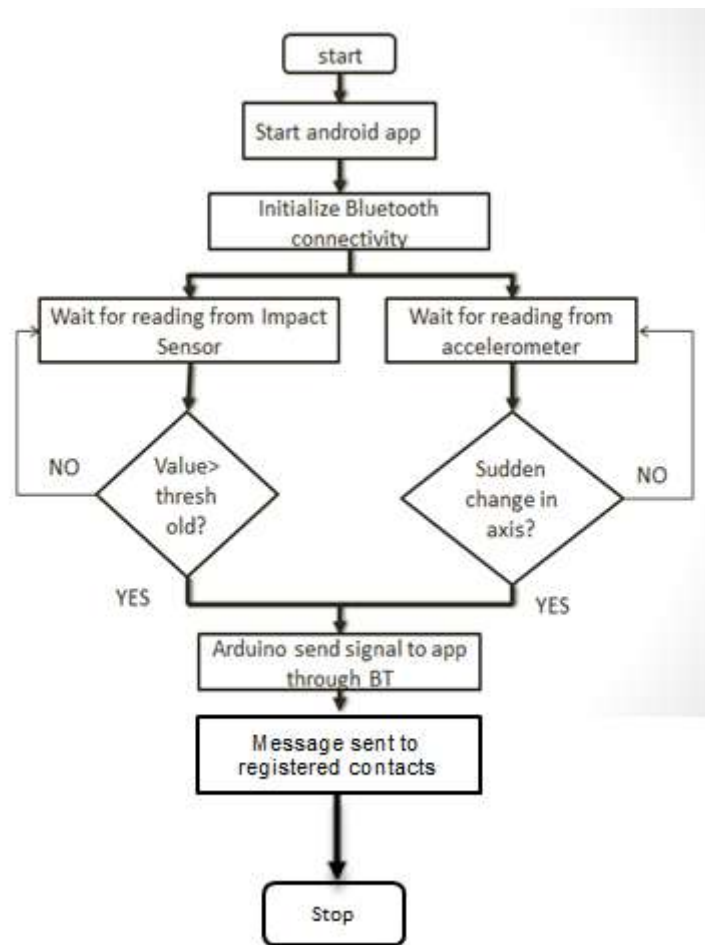 start
Start android app
Initialize Bluetooth
connectivity
Wait for reading from Impact
Sensor
Wait for reading from
accelerometer
NO
Value>
thresh
old?
Sudden
change in
axis?
NO
YES
YES
Arduino send signal to app
through BT
Message sent to
registered contacts
Stop